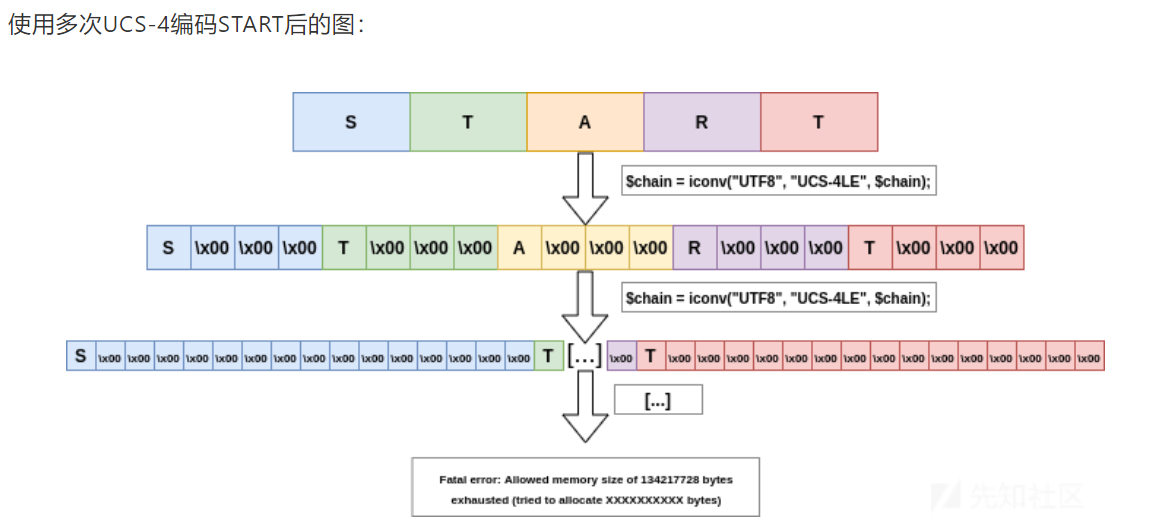 使用多次UCS-4编码START后的图：
S T A R T
$chain = iconv("UTF8", "UCS-4LE", $chain);
S \x00 \x00 \x00 T \x00 \x00 \x00 A \x00 \x00 \x00 R \x00 \x00 \x00 T \x00 \x00 \x00
$chain = iconv("UTF8", "UCS-4LE", $chain);
S \x00 \x00 \x00 \x00 \x00 \x00 \x00 \x00 \x00 \x00 \x00 \x00 \x00 \x00 \x00 T [...] \x00 T \x00 \x00 \x00 \x00 \x00 \x00 \x00 \x00 \x00 \x00 \x00 \x00 \x00 \x00 \x00
[...]
Fatal error: Allowed memory size of 134217728 bytes
exhausted (tried to allocate XXXXXXXXXX bytes)
先知社区